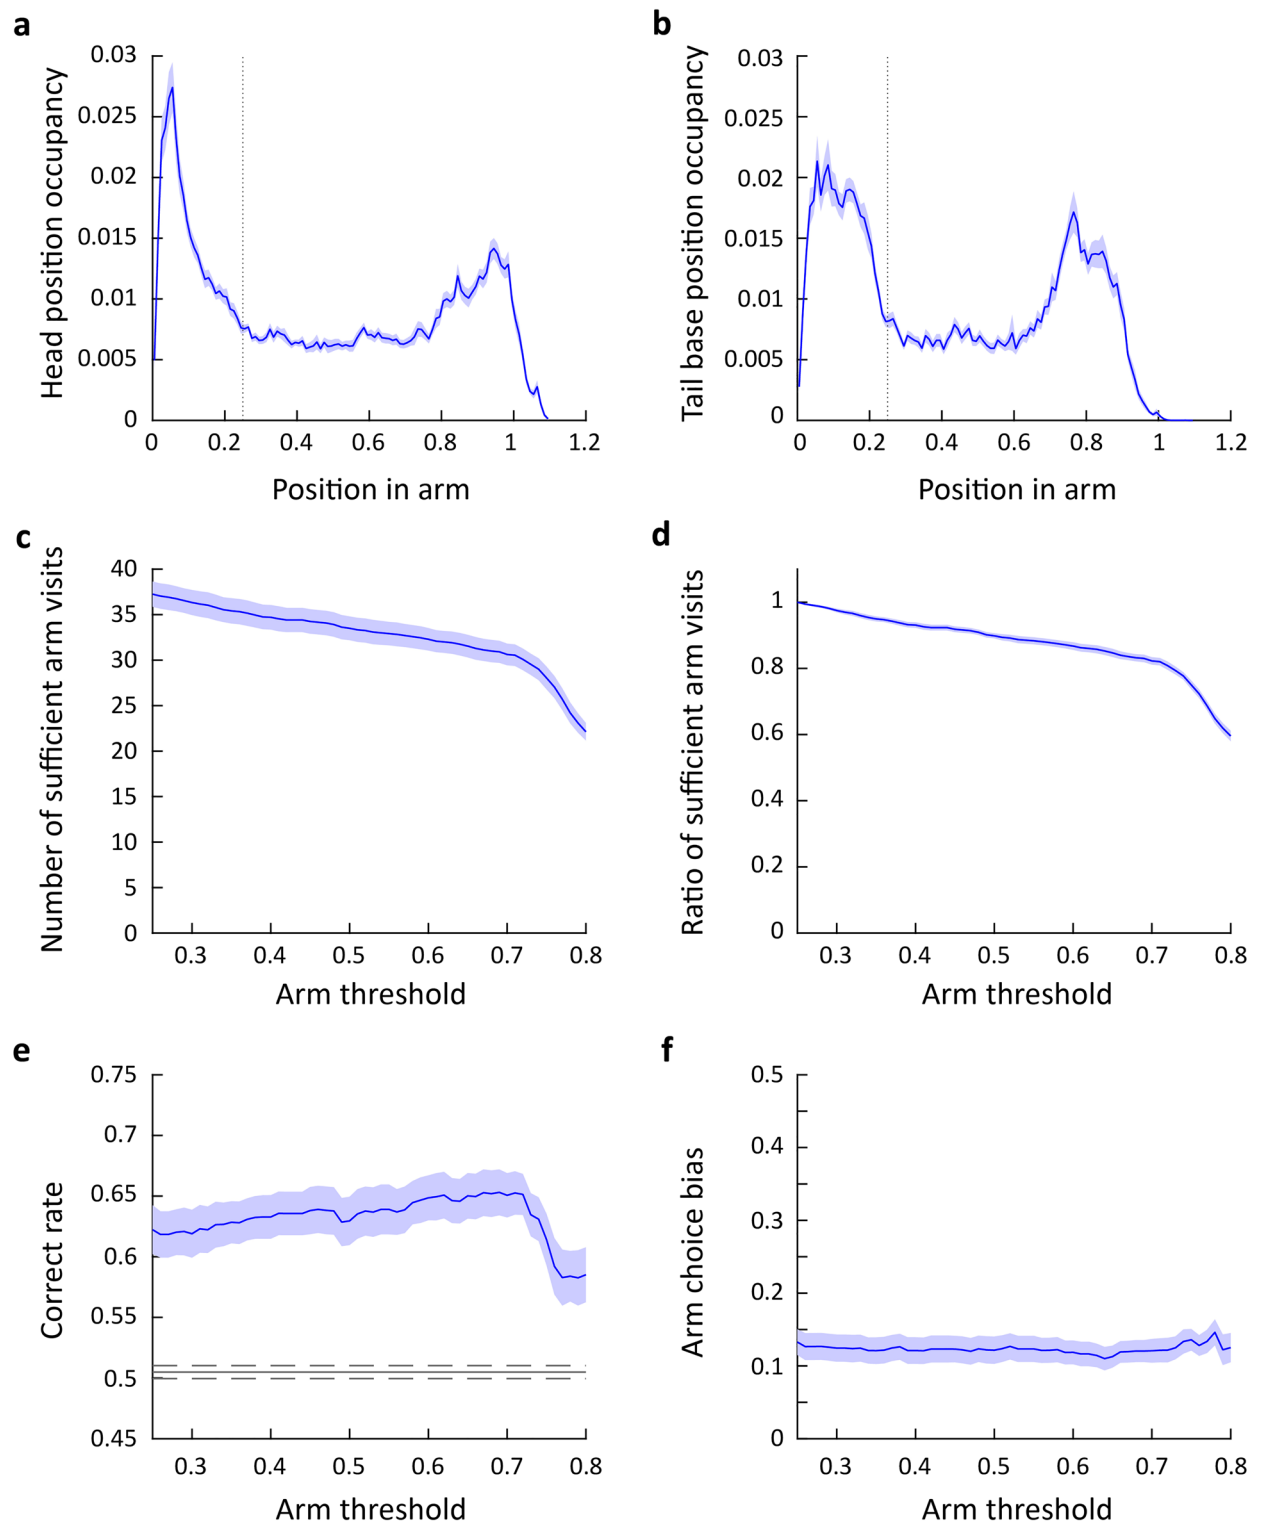 a
Head position occupancy
0.03
0.025
0.02
0.015
0.01
0.005
0
0 0.2 0.4 0.6 0.8 1 1.2
Position in arm
b
Tail base position occupancy
0.03
0.025
0.02
0.015
0.01
0.005
0
0 0.2 0.4 0.6 0.8 1 1.2
Position in arm
c
Number of sufficient arm visits
40
35
30
25
20
15
10
5
0
0.3 0.4 0.5 0.6 0.7 0.8
Arm threshold
d
Ratio of sufficient arm visits
1
0.8
0.6
0.4
0.2
0
0.3 0.4 0.5 0.6 0.7 0.8
Arm threshold
e
Correct rate
0.75
0.7
0.65
0.6
0.55
0.5
0.45
0.3 0.4 0.5 0.6 0.7 0.8
Arm threshold
f
Arm choice bias
0.5
0.4
0.3
0.2
0.1
0
0.3 0.4 0.5 0.6 0.7 0.8
Arm threshold